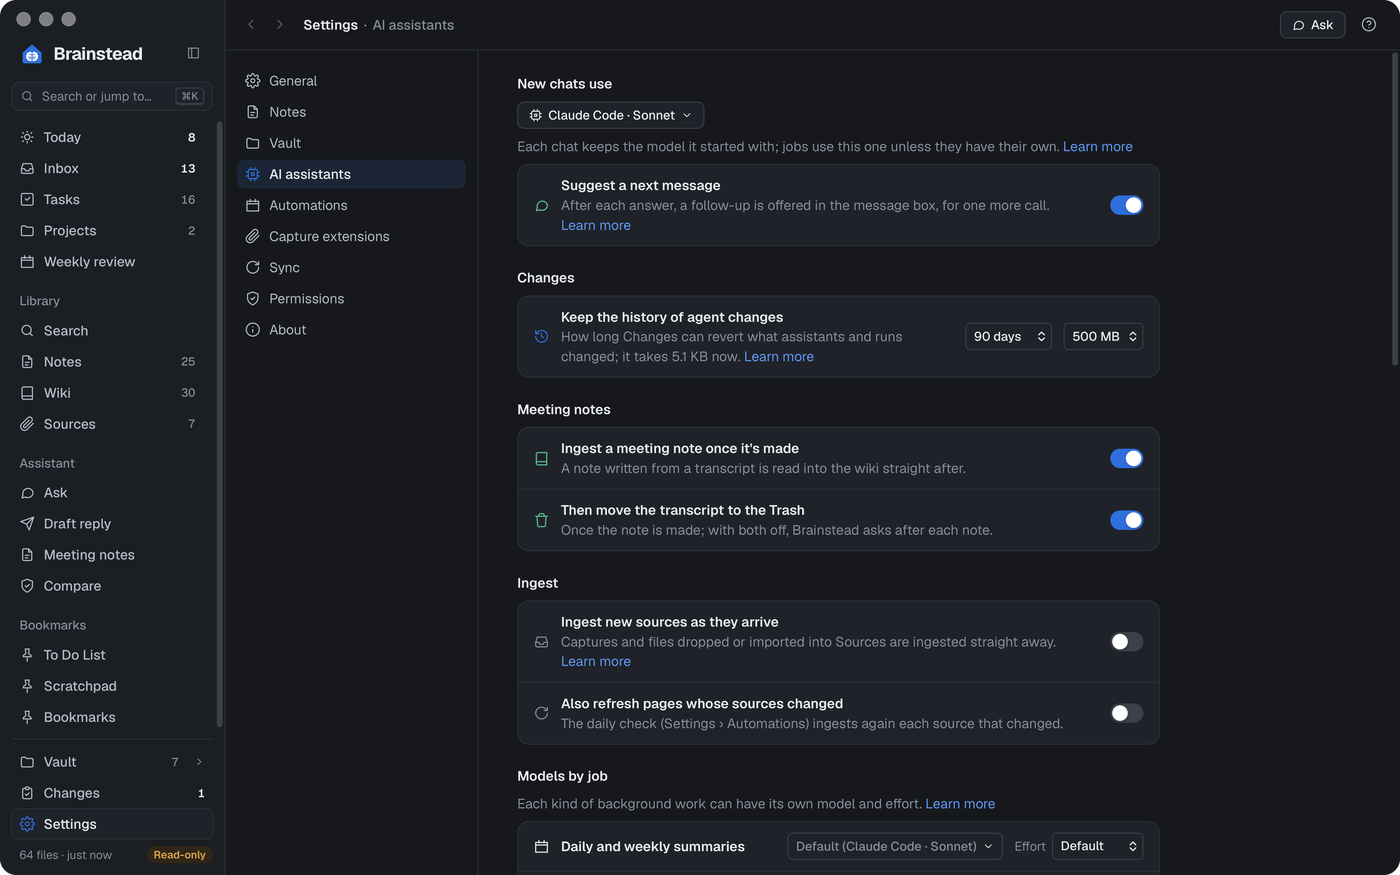 Brainstead
Search or jump to...
⌘K
Today 8
Inbox 13
Tasks 16
Projects 2
Weekly review
Library
Search
Notes 25
Wiki 30
Sources 7
Assistant
Ask
Draft reply
Meeting notes
Compare
Bookmarks
To Do List
Scratchpad
Bookmarks
Vault 7
Changes 1
Settings
64 files · just now
Read-only
Settings · AI assistants
Ask
General
Notes
Vault
AI assistants
Automations
Capture extensions
Sync
Permissions
About
New chats use
Claude Code · Sonnet
Each chat keeps the model it started with; jobs use this one unless they have their own. Learn more
Suggest a next message
After each answer, a follow-up is offered in the message box, for one more call.
Learn more
Changes
Keep the history of agent changes
How long Changes can revert what assistants and runs
changed; it takes 5.1 KB now. Learn more
90 days
500 MB
Meeting notes
Ingest a meeting note once it's made
A note written from a transcript is read into the wiki straight after.
Then move the transcript to the Trash
Once the note is made; with both off, Brainstead asks after each note.
Ingest
Ingest new sources as they arrive
Captures and files dropped or imported into Sources are ingested straight away.
Learn more
Also refresh pages whose sources changed
The daily check (Settings › Automations) ingests again each source that changed.
Models by job
Each kind of background work can have its own model and effort. Learn more
Daily and weekly summaries
Default (Claude Code · Sonnet)
Effort
Default